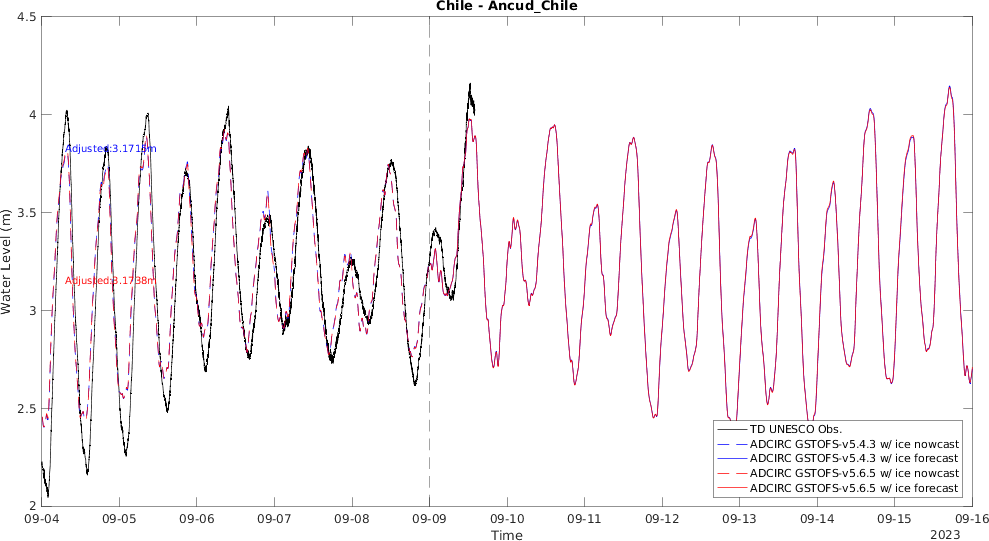 Chile - Ancud_Chile
4.5
4
3.5
3
2.5
2
Water Level (m)
Adjusted:3.1715m
Adjusted:3.1738m
TD UNESCO Obs.
ADCIRC GSTOFS-v5.4.3 w/ ice nowcast
ADCIRC GSTOFS-v5.4.3 w/ ice forecast
ADCIRC GSTOFS-v5.6.5 w/ ice nowcast
ADCIRC GSTOFS-v5.6.5 w/ ice forecast
09-04 09-05 09-06 09-07 09-08 09-09 09-10 09-11 09-12 09-13 09-14 09-15 09-16
Time
2023